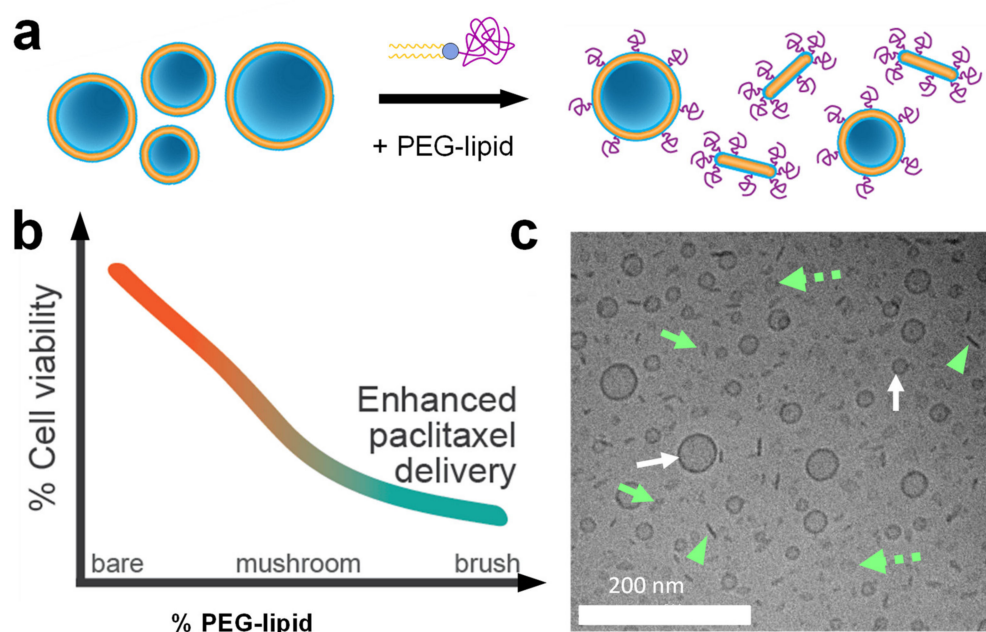 a
+ PEG-lipid
b
% Cell viability
Enhanced
paclitaxel
delivery
bare
mushroom
brush
% PEG-lipid
c
200 nm